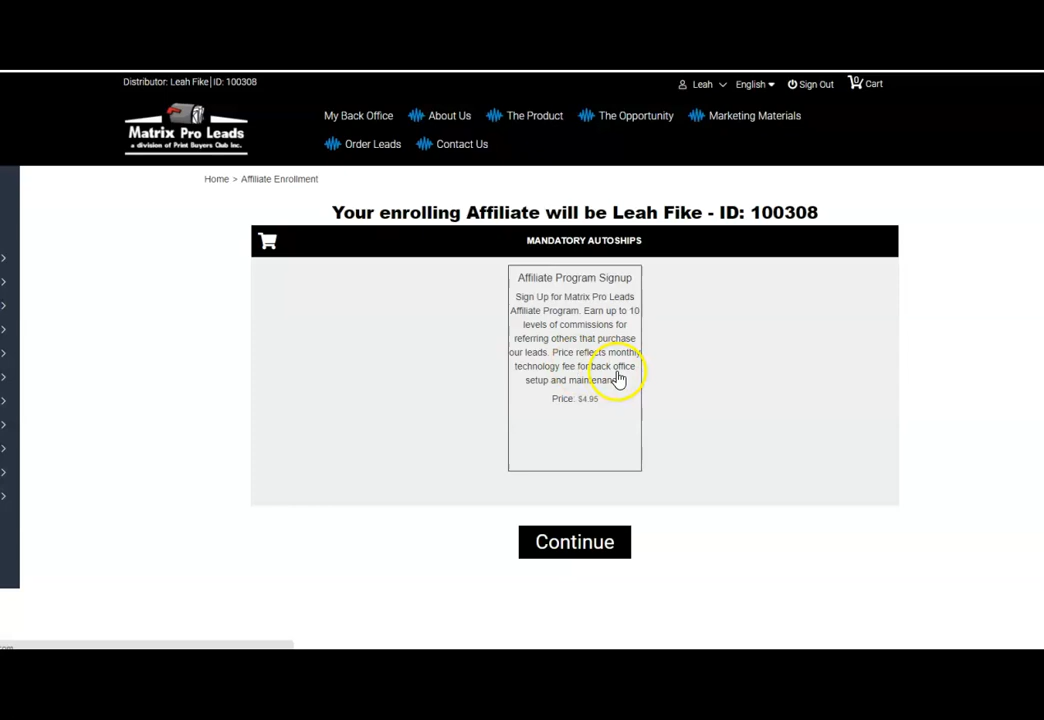 Distributor: Leah Fike| ID: 100308
Leah
English
Sign Out
0
Cart
Matrix Pro Leads
a division of Print Buyers Club Inc.
My Back Office
About Us
The Product
The Opportunity
Marketing Materials
Order Leads
Contact Us
Home > Affiliate Enrollment
Your enrolling Affiliate will be Leah Fike - ID: 100308
MANDATORY AUTOSHIPS
Affiliate Program Signup
Sign Up for Matrix Pro Leads
Affiliate Program. Earn up to 10
levels of commissions for
referring others that purchase
our leads. Price reflects monthly
technology fee for back office
setup and
Price: $4.95
Continue